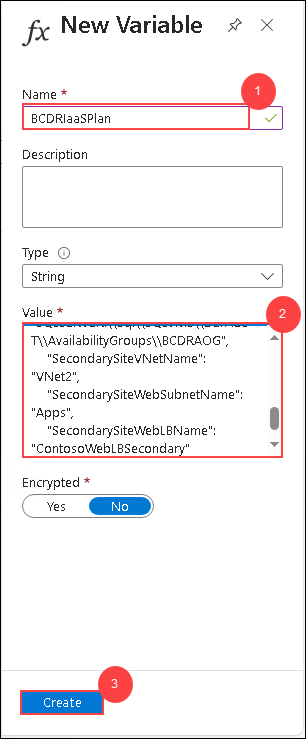 fx New Variable
Name *
1
BCDRIaaSPlan
Description
Type
String
Value *
2
T\\AvailabilityGroups\\BCDRAOG",
"SecondarySiteVNetName":
"VNet2",
"SecondarySiteWebSubnetName":
"Apps",
"SecondarySiteWebLBName":
"ContosoWebLBSecondary"
Encrypted *
Yes No
3
Create